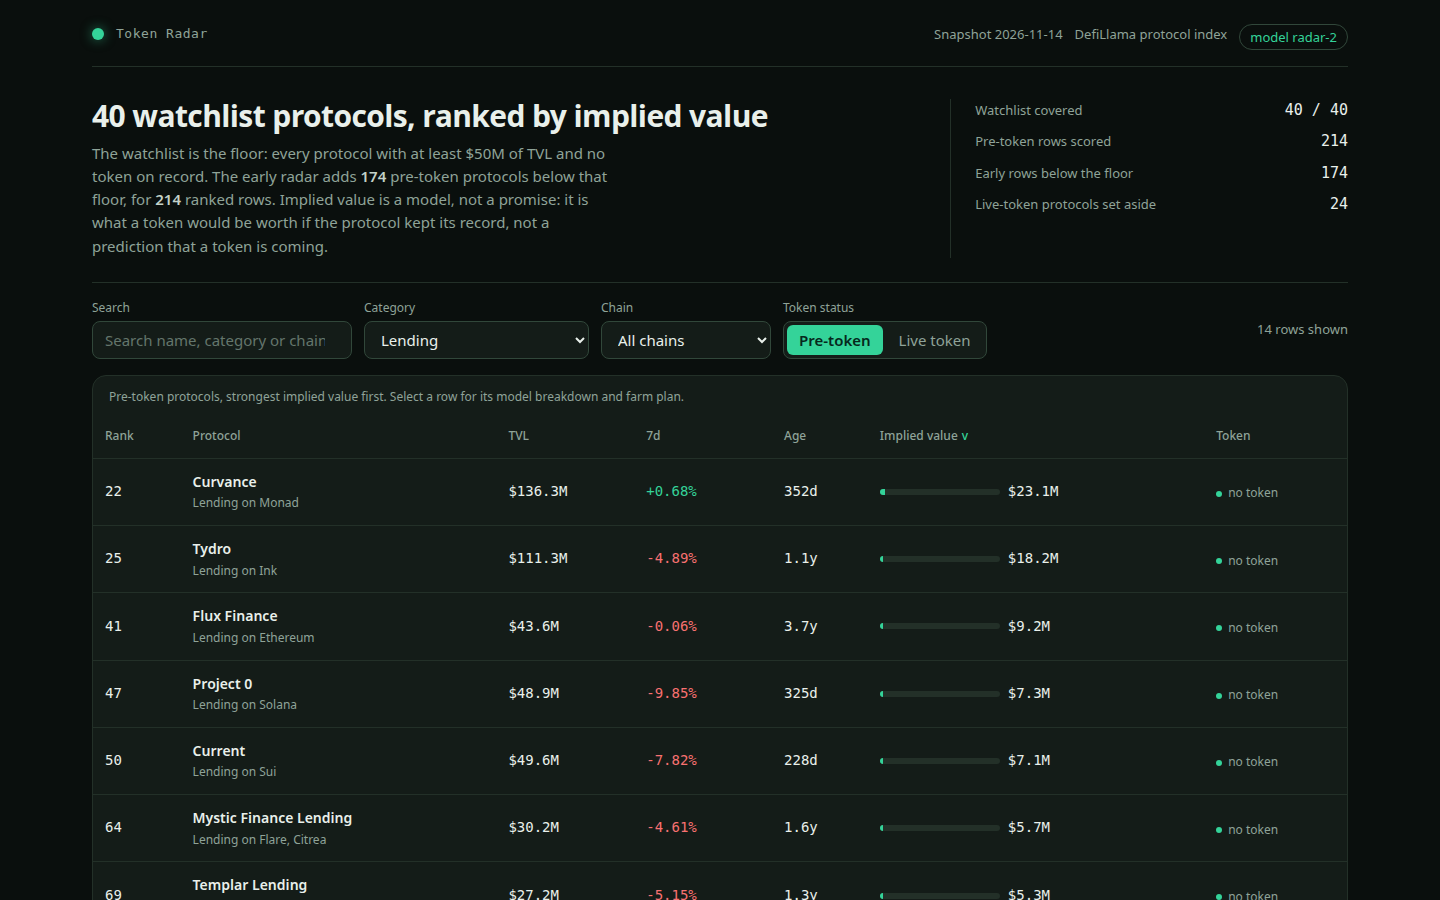 Token Radar
Snapshot 2026-11-14 DefiLlama protocol index model radar-2
40 watchlist protocols, ranked by implied value
The watchlist is the floor: every protocol with at least $50M of TVL and no
token on record. The early radar adds 174 pre-token protocols below that
floor, for 214 ranked rows. Implied value is a model, not a promise: it is
what a token would be worth if the protocol kept its record, not a
prediction that a token is coming.
Watchlist covered 40 / 40
Pre-token rows scored 214
Early rows below the floor 174
Live-token protocols set aside 24
Search Category Chain Token status
Search name, category or chain Lending All chains Pre-token Live token
14 rows shown
Pre-token protocols, strongest implied value first. Select a row for its model breakdown and farm plan.
Rank Protocol TVL 7d Age Implied value v Token
22 Curvance $136.3M +0.68% 352d $23.1M no token
Lending on Monad
25 Tydro $111.3M -4.89% 1.1y $18.2M no token
Lending on Ink
41 Flux Finance $43.6M -0.06% 3.7y $9.2M no token
Lending on Ethereum
47 Project 0 $48.9M -9.85% 325d $7.3M no token
Lending on Solana
50 Current $49.6M -7.82% 228d $7.1M no token
Lending on Sui
64 Mystic Finance Lending $30.2M -4.61% 1.6y $5.7M no token
Lending on Flare, Citrea
69 Templar Lending $27.2M -5.15% 1.3y $5.3M no token